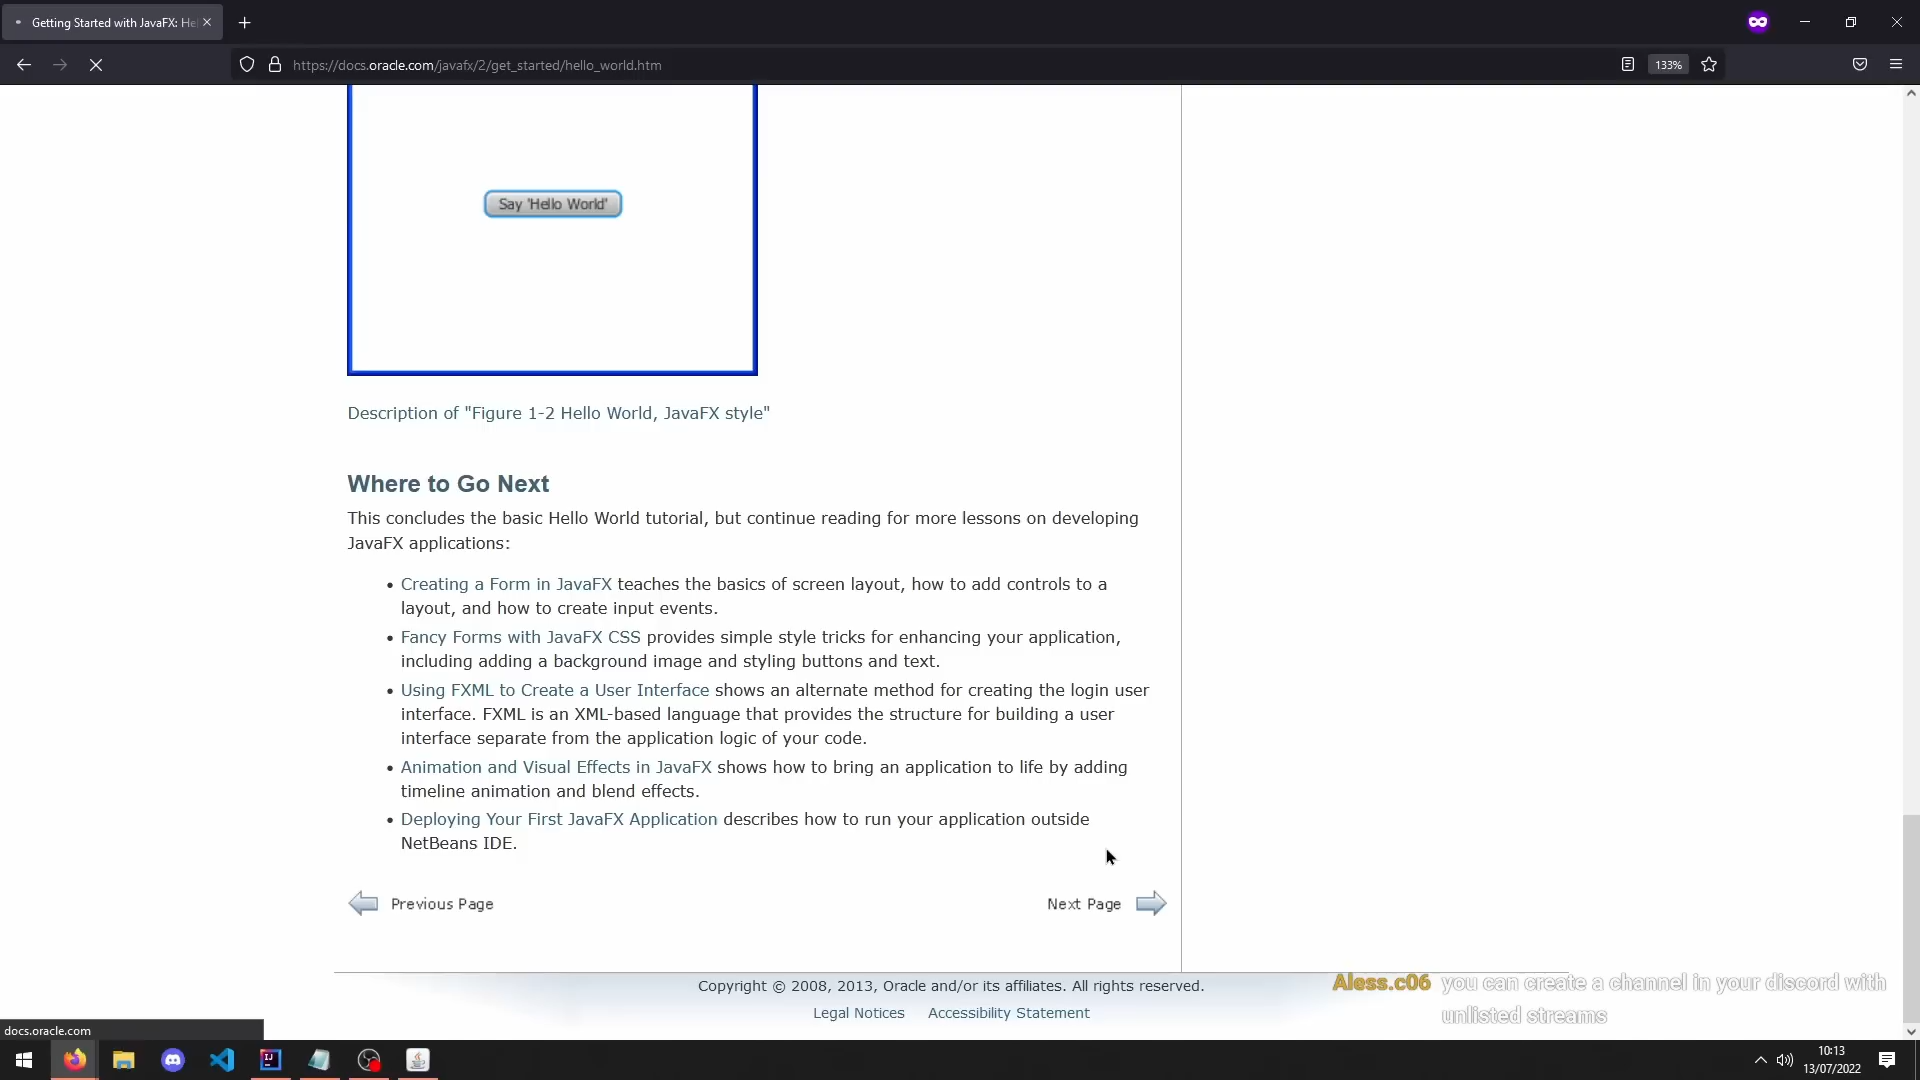 Getting Started with JavaFX: He
https://docs.oracle.com/javafx/2/get_started/hello_world.htm
133%
Say 'Hello World'
Description of "Figure 1-2 Hello World, JavaFX style"
Where to Go Next
This concludes the basic Hello World tutorial, but continue reading for more lessons on developing
JavaFX applications:
• Creating a Form in JavaFX teaches the basics of screen layout, how to add controls to a
layout, and how to create input events.
• Fancy Forms with JavaFX CSS provides simple style tricks for enhancing your application,
including adding a background image and styling buttons and text.
• Using FXML to Create a User Interface shows an alternate method for creating the login user
interface. FXML is an XML-based language that provides the structure for building a user
interface separate from the application logic of your code.
• Animation and Visual Effects in JavaFX shows how to bring an application to life by adding
timeline animation and blend effects.
• Deploying Your First JavaFX Application describes how to run your application outside
NetBeans IDE.
Previous Page
Next Page
Copyright © 2008, 2013, Oracle and/or its affiliates. All rights reserved.
Legal Notices Accessibility Statement
Aless.c06 you can create a channel in your discord with
unlisted streams
docs.oracle.com
IJ
10:13
13/07/2022